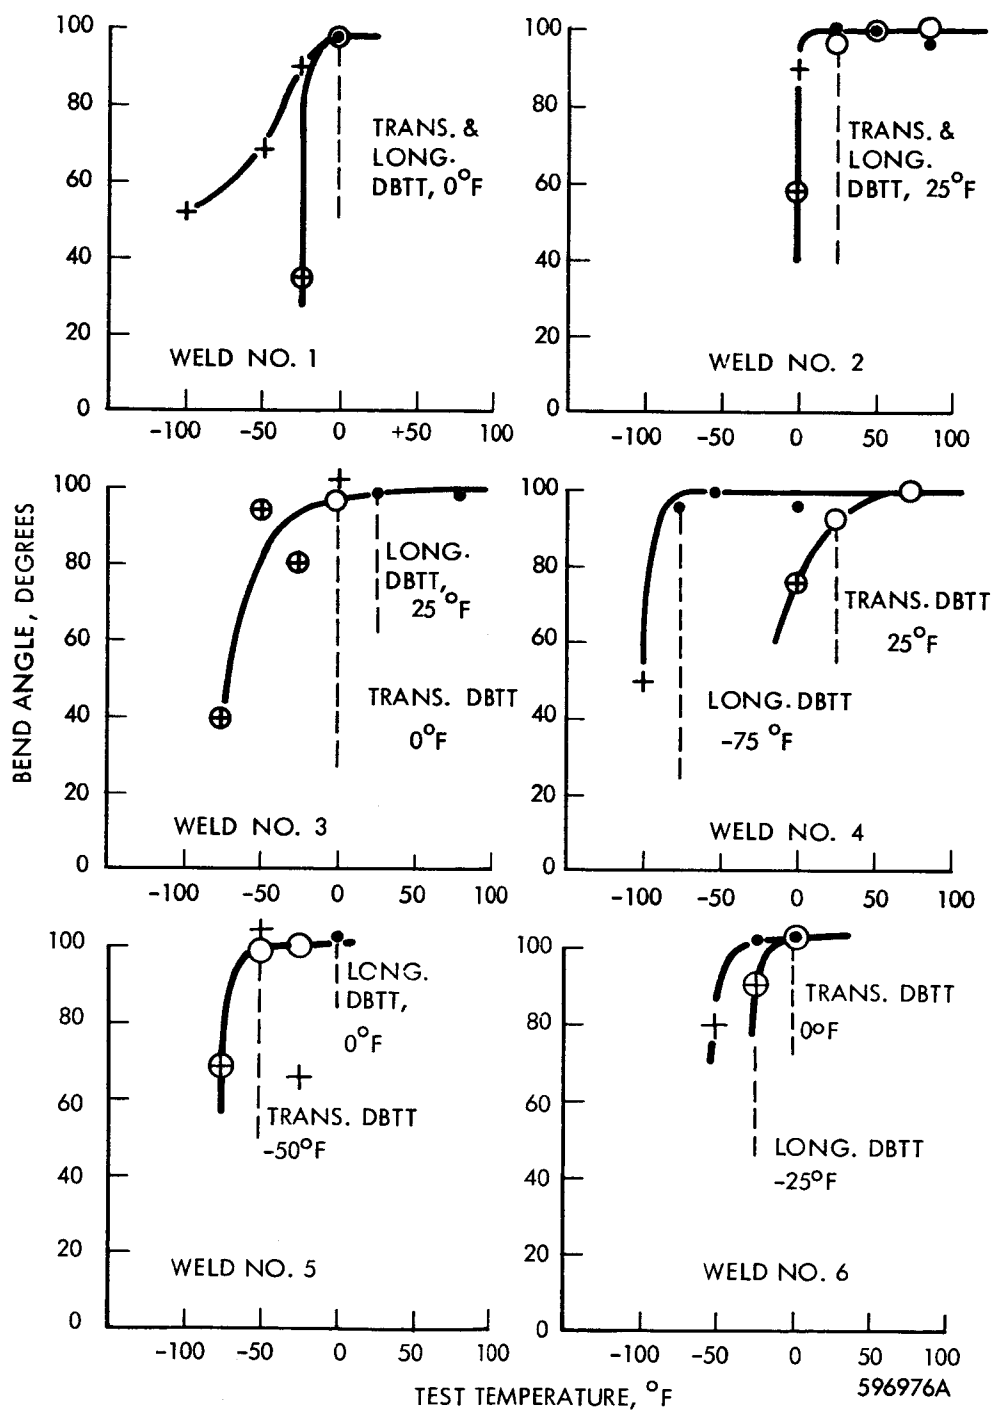 100
80
60
40
20
0
TRANS. &
LONG.
DBTT, 0°F
WELD NO. 1
-100 -50 0 +50 100
100
80
60
40
20
0
TRANS. &
LONG.
DBTT, 25°F
WELD NO. 2
-100 -50 0 50 100
BEND ANGLE, DEGREES
100
80
60
40
20
0
LONG.
DBTT,
25 °F
TRANS. DBTT
0°F
WELD NO. 3
-100 -50 0 50 100
100
80
60
40
20
0
TRANS. DBTT
25°F
LONG. DBTT
-75 °F
WELD NO. 4
-100 -50 0 50 100
100
80
60
40
20
0
LONG.
DBTT,
0°F
TRANS. DBTT
-50°F
WELD NO. 5
-100 -50 0 50 100
100
80
60
40
20
0
TRANS. DBTT
0°F
LONG. DBTT
-25°F
WELD NO. 6
-100 -50 0 50 100
TEST TEMPERATURE, °F
596976A